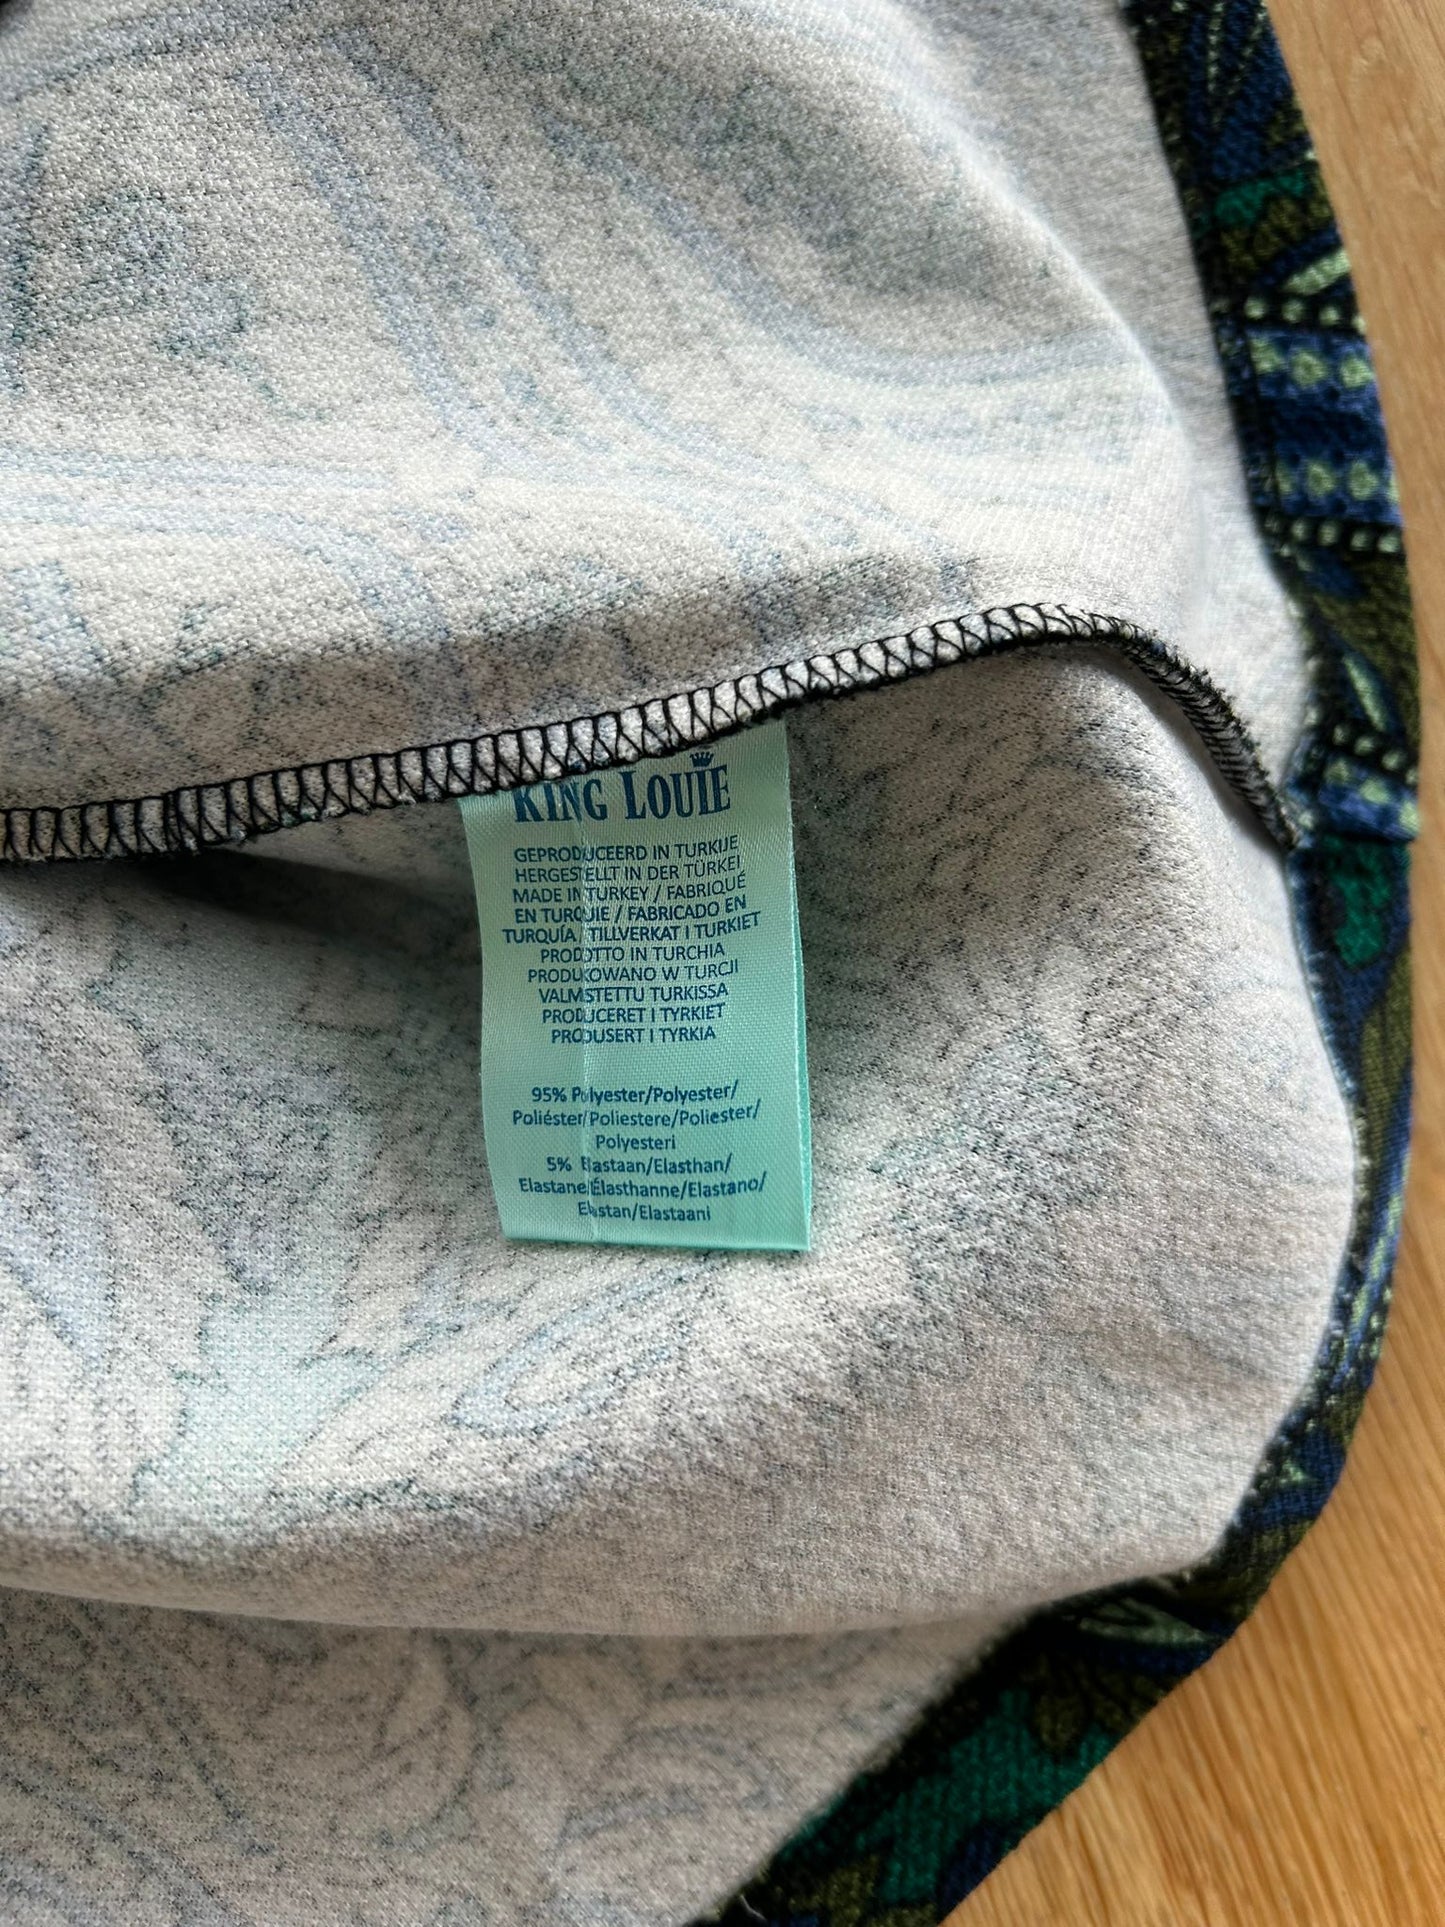 KING LOUIE
GEPRODUCEERD IN TURKIJE
HERGESTELLT IN DER TÜRKEI
MADE IN TURKEY / FABRIQUÉ
EN TURQUIE / FABRICADO EN
TURQUÍA / TILLVERKAT I TURKIET
PRODOTTO IN TURCHIA
PRODUKOWANO W TURCJI
VALMSTETTU TURKISSA
PRODUCERET I TYRKIET
PRODUSERT I TYRKIA
95% Polyester/Polyester/
Poliéster/Poliestere/Poliester/
Polyesteri
5% Elastaan/Elasthan/
Elastane/Élasthanne/Elastano/
Elastan/Elastaani